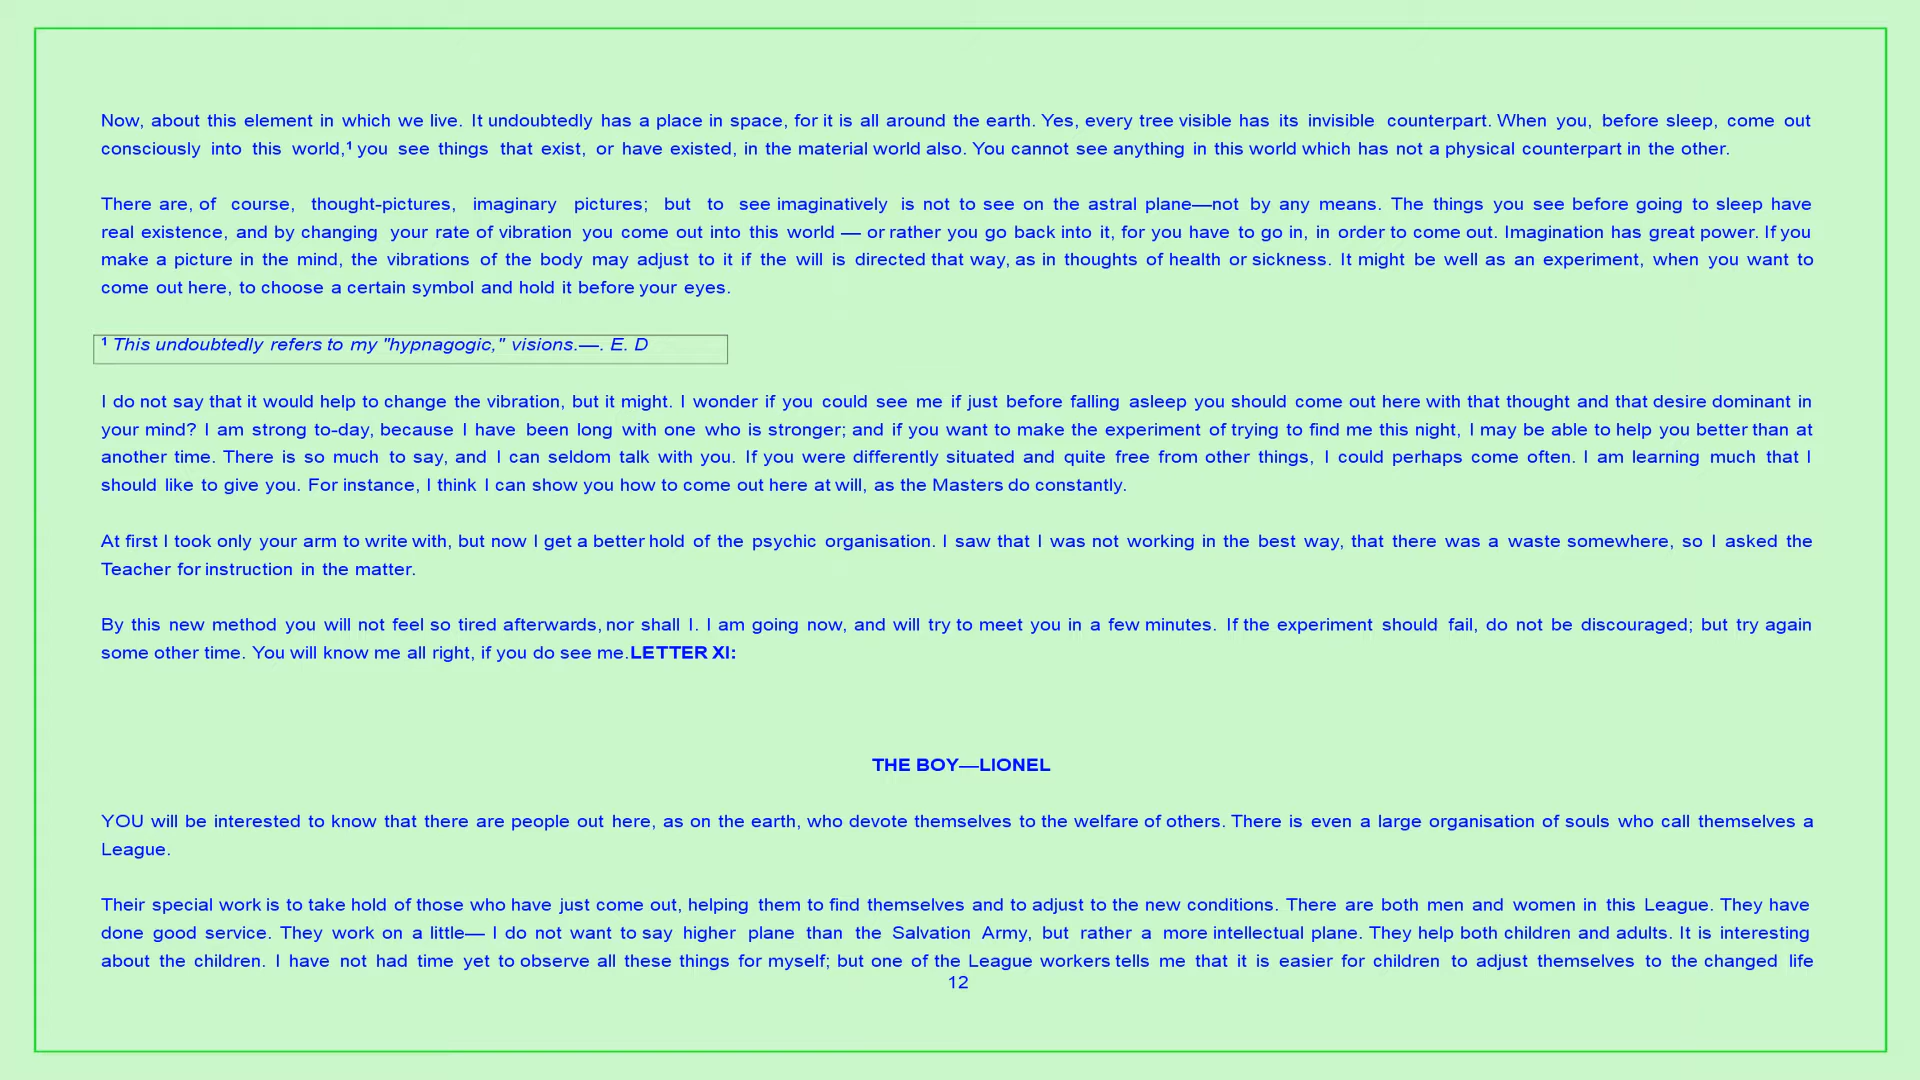 Now, about this element in which we live. It undoubtedly has a place in space, for it is all around the earth. Yes, every tree visible has its invisible counterpart. When you, before sleep, come out
consciously into this world,¹ you see things that exist, or have existed, in the material world also. You cannot see anything in this world which has not a physical counterpart in the other.
There are, of course, thought-pictures, imaginary pictures; but to see imaginatively is not to see on the astral plane—not by any means. The things you see before going to sleep have
real existence, and by changing your rate of vibration you come out into this world — or rather you go back into it, for you have to go in, in order to come out. Imagination has great power. If you
make a picture in the mind, the vibrations of the body may adjust to it if the will is directed that way, as in thoughts of health or sickness. It might be well as an experiment, when you want to
come out here, to choose a certain symbol and hold it before your eyes.
¹ This undoubtedly refers to my "hypnagogic," visions.—. E. D
I do not say that it would help to change the vibration, but it might. I wonder if you could see me if just before falling asleep you should come out here with that thought and that desire dominant in
your mind? I am strong to-day, because I have been long with one who is stronger; and if you want to make the experiment of trying to find me this night, I may be able to help you better than at
another time. There is so much to say, and I can seldom talk with you. If you were differently situated and quite free from other things, I could perhaps come often. I am learning much that I
should like to give you. For instance, I think I can show you how to come out here at will, as the Masters do constantly.
At first I took only your arm to write with, but now I get a better hold of the psychic organisation. I saw that I was not working in the best way, that there was a waste somewhere, so I asked the
Teacher for instruction in the matter.
By this new method you will not feel so tired afterwards, nor shall I. I am going now, and will try to meet you in a few minutes. If the experiment should fail, do not be discouraged; but try again
some other time. You will know me all right, if you do see me.LETTER XI:
THE BOY—LIONEL
YOU will be interested to know that there are people out here, as on the earth, who devote themselves to the welfare of others. There is even a large organisation of souls who call themselves a
League.
Their special work is to take hold of those who have just come out, helping them to find themselves and to adjust to the new conditions. There are both men and women in this League. They have
done good service. They work on a little— I do not want to say higher plane than the Salvation Army, but rather a more intellectual plane. They help both children and adults. It is interesting
about the children. I have not had time yet to observe all these things for myself; but one of the League workers tells me that it is easier for children to adjust themselves to the changed life
12